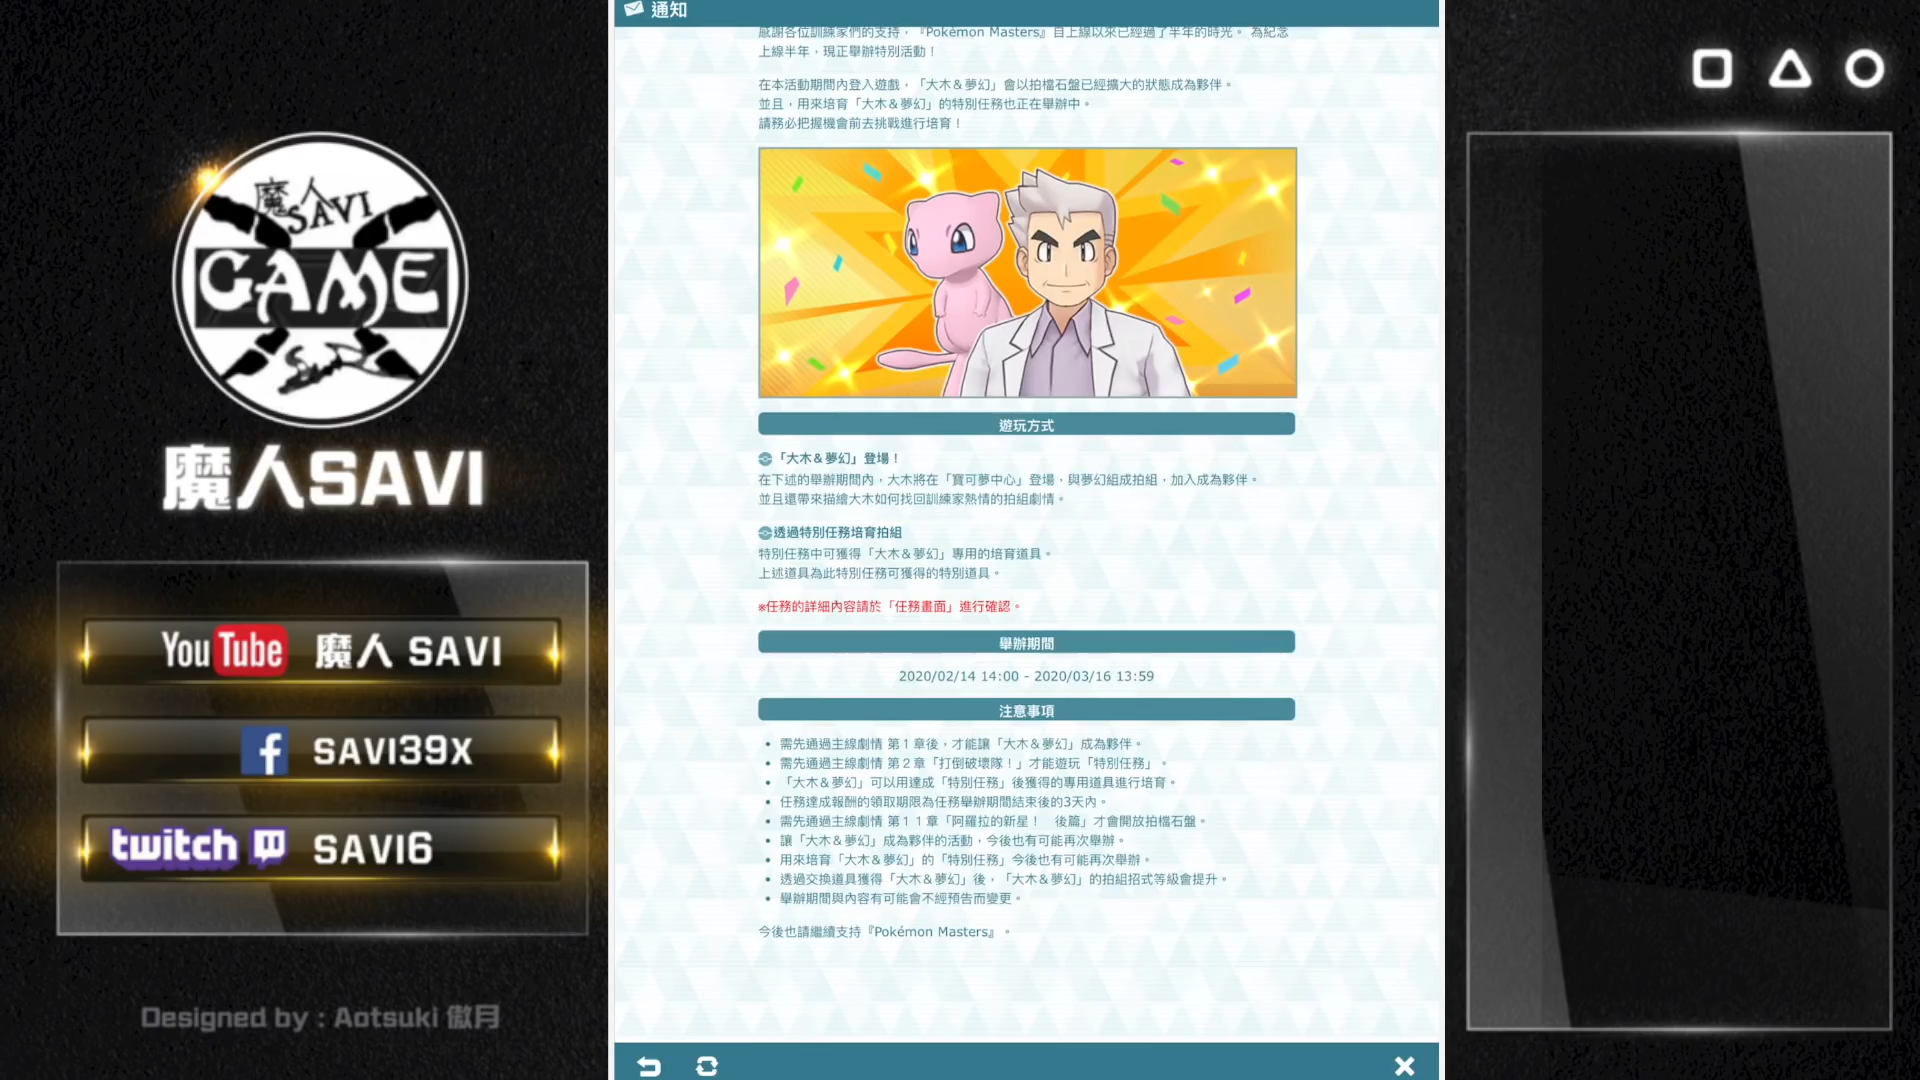 通知
感謝各位訓練家們的支持，『Pokémon Masters』自上線以來已經過了半年的時光。 為紀念
上線半年，現正舉辦特別活動！
在本活動期間內登入遊戲，「大木＆夢幻」會以拍檔石盤已經擴大的狀態成為夥伴。
並且，用來培育「大木＆夢幻」的特別任務也正在舉辦中。
請務必把握機會前去挑戰進行培育！
遊玩方式
「大木＆夢幻」登場！
在下述的舉辦期間內，大木將在「寶可夢中心」登場，與夢幻組成拍組，加入成為夥伴。
並且還帶來描繪大木如何找回訓練家熱情的拍組劇情。
透過特別任務培育拍組
特別任務中可獲得「大木＆夢幻」專用的培育道具。
上述道具為此特別任務可獲得的特別道具。
※任務的詳細內容請於「任務畫面」進行確認。
舉辦期間
2020/02/14 14:00 - 2020/03/16 13:59
注意事項
• 需先通過主線劇情 第１章後，才能讓「大木＆夢幻」成為夥伴。
• 需先通過主線劇情 第２章「打倒破壞隊！」才能遊玩「特別任務」。
• 「大木＆夢幻」可以用達成「特別任務」後獲得的專用道具進行培育。
• 任務達成報酬的領取期限為任務舉辦期間結束後的3天內。
• 需先通過主線劇情 第１１章「阿羅拉的新星！　後篇」才會開放拍檔石盤。
• 讓「大木＆夢幻」成為夥伴的活動，今後也有可能再次舉辦。
• 用來培育「大木＆夢幻」的「特別任務」今後也有可能再次舉辦。
• 透過交換道具獲得「大木＆夢幻」後，「大木＆夢幻」的拍組招式等級會提升。
• 舉辦期間與內容有可能會不經預告而變更。
今後也請繼續支持『Pokémon Masters』。
魔人
SAVI
GAME
魔人SAVI
YouTube 魔人 SAVI
f SAVI39X
twitch SAVI6
Designed by : Aotsuki 傲月